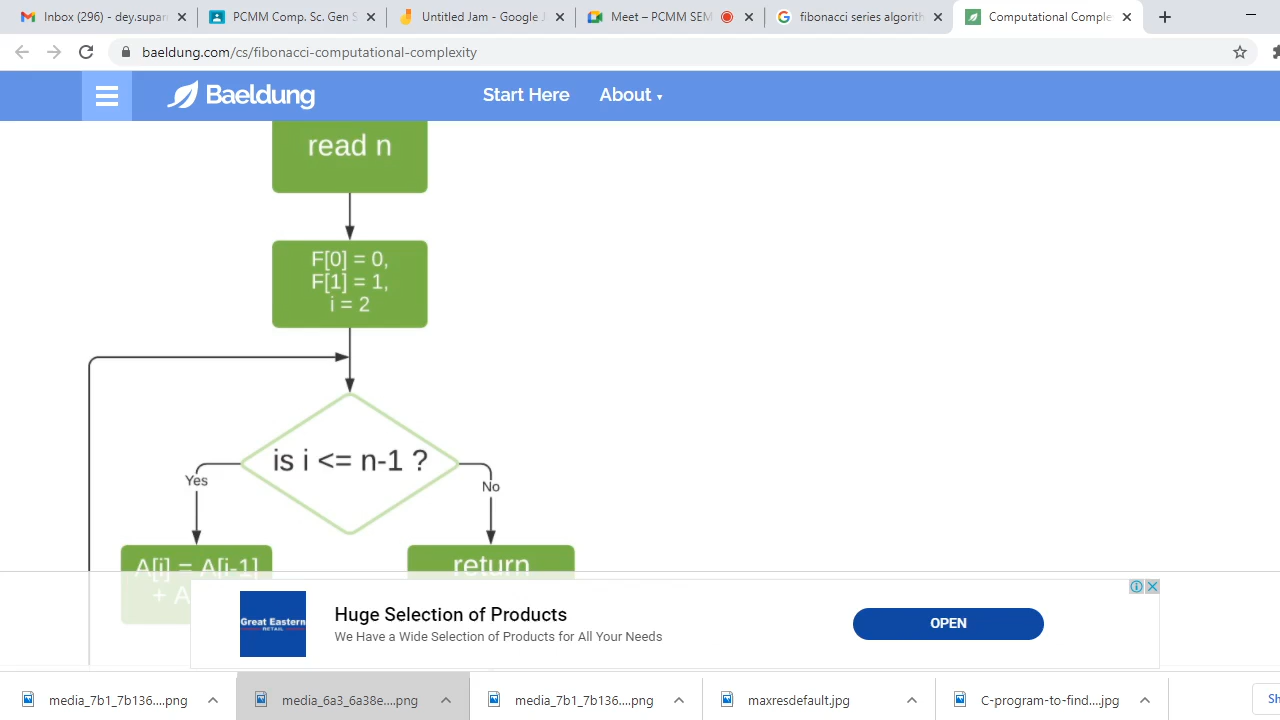 Inbox (296) - degsupar
PCMM Comp. Sc. Gen S
Untitled Jam - Google J
Meet – PCMM SEM
fibonacci series algorith
Computational Comple
baeldung.com/cs/fibonacci-computational-complexity
Baeldung
Start Here
About
read n
F[0] = 0,
F[1] = 1,
i = 2
is i <= n-1 ?
Yes
No
A[i] = A[i-1]
+ A
return
Great Eastern
RETAIL
Huge Selection of Products
We Have a Wide Selection of Products for All Your Needs
OPEN
media_7b1_7b136....png
media_6a3_6a38e....png
media_7b1_7b136....png
maxresdefault.jpg
C-program-to-find....jpg
Sh